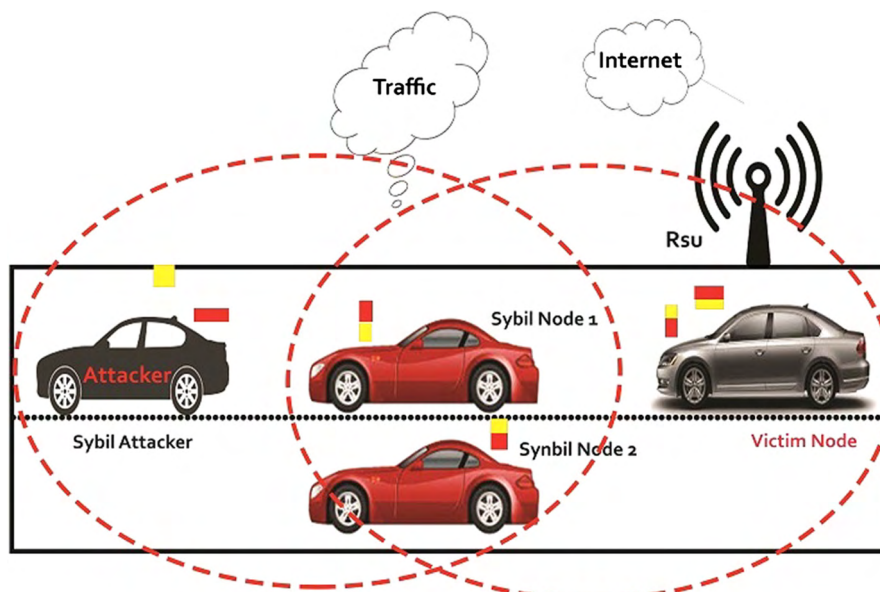 Traffic
Internet
Rsu
Sybil Node 1
Attacker
Sybil Attacker
Synbil Node 2
Victim Node